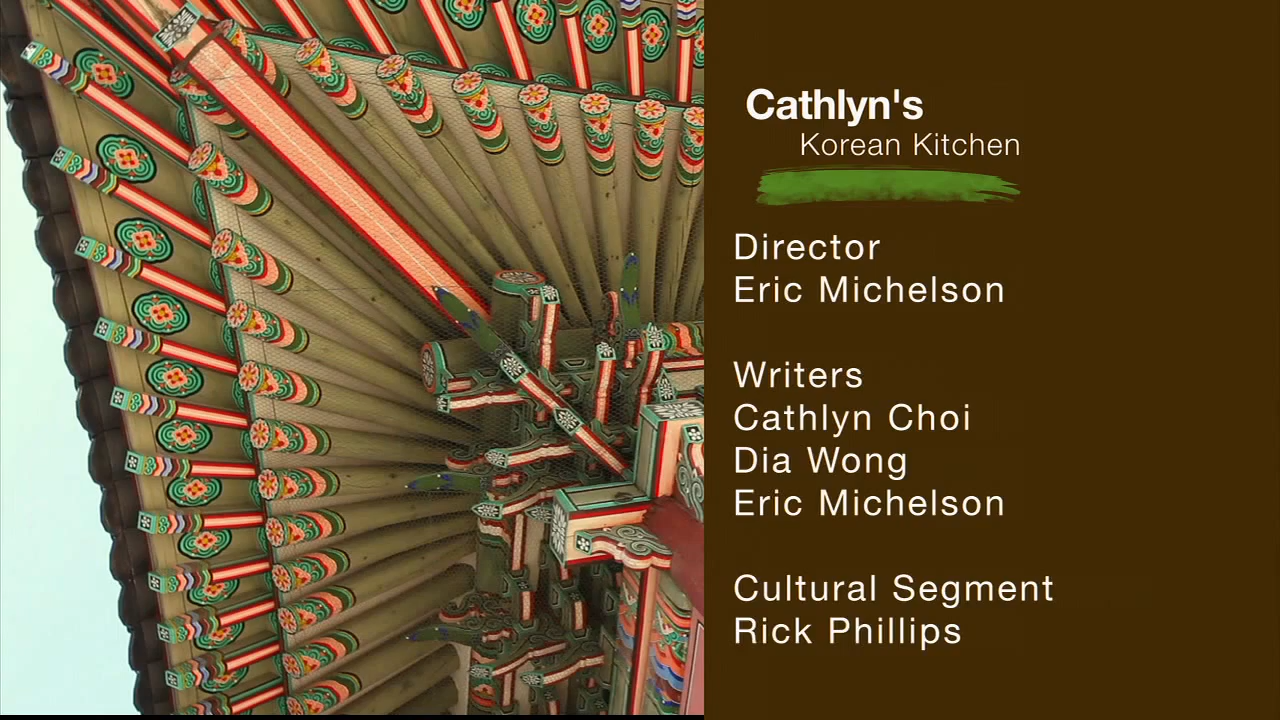 Cathlyn's
Korean Kitchen
Director
Eric Michelson
Writers
Cathlyn Choi
Dia Wong
Eric Michelson
Cultural Segment
Rick Phillips